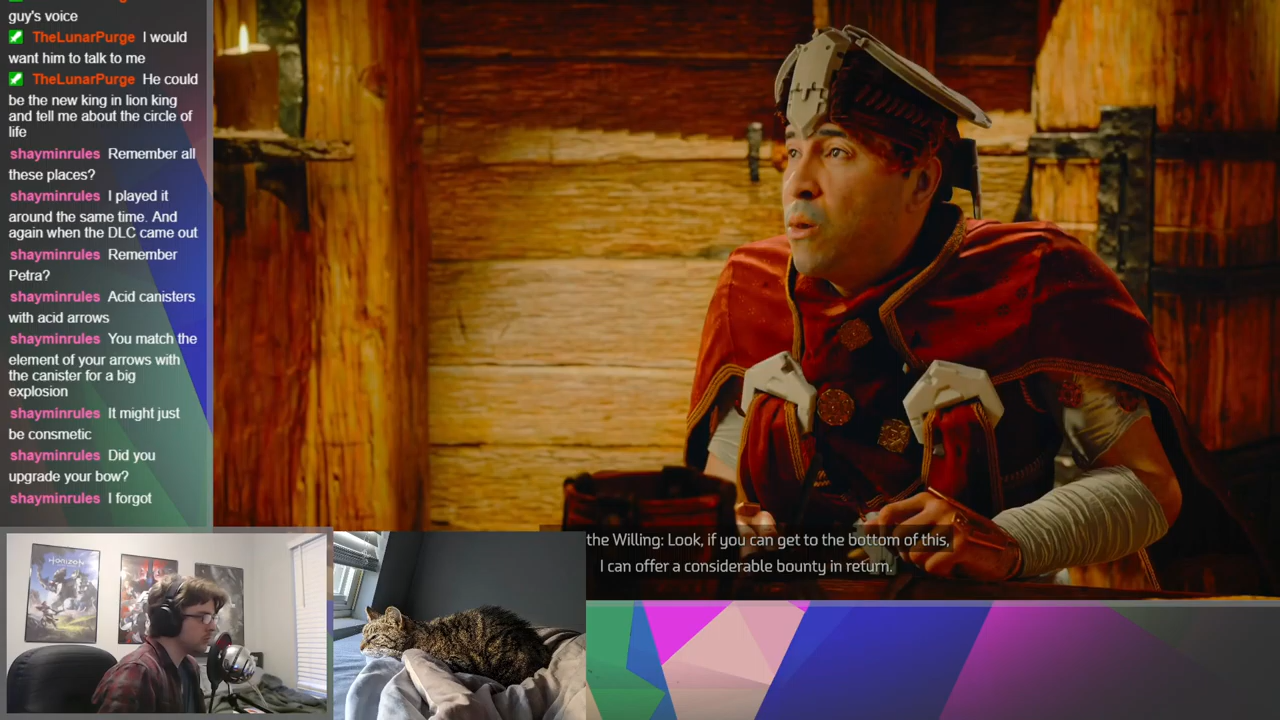 guy's voice
TheLunarPurge I would
want him to talk to me
TheLunarPurge He could
be the new king in lion king
and tell me about the circle of
life
shayminrules Remember all
these places?
shayminrules I played it
around the same time. And
again when the DLC came out
shayminrules Remember
Petra?
shayminrules Acid canisters
with acid arrows
shayminrules You match the
element of your arrows with
the canister for a big
explosion
shayminrules It might just
be consmetic
shayminrules Did you
upgrade your bow?
shayminrules I forgot
the Willing: Look, if you can get to the bottom of this,
I can offer a considerable bounty in return.
HORIZON